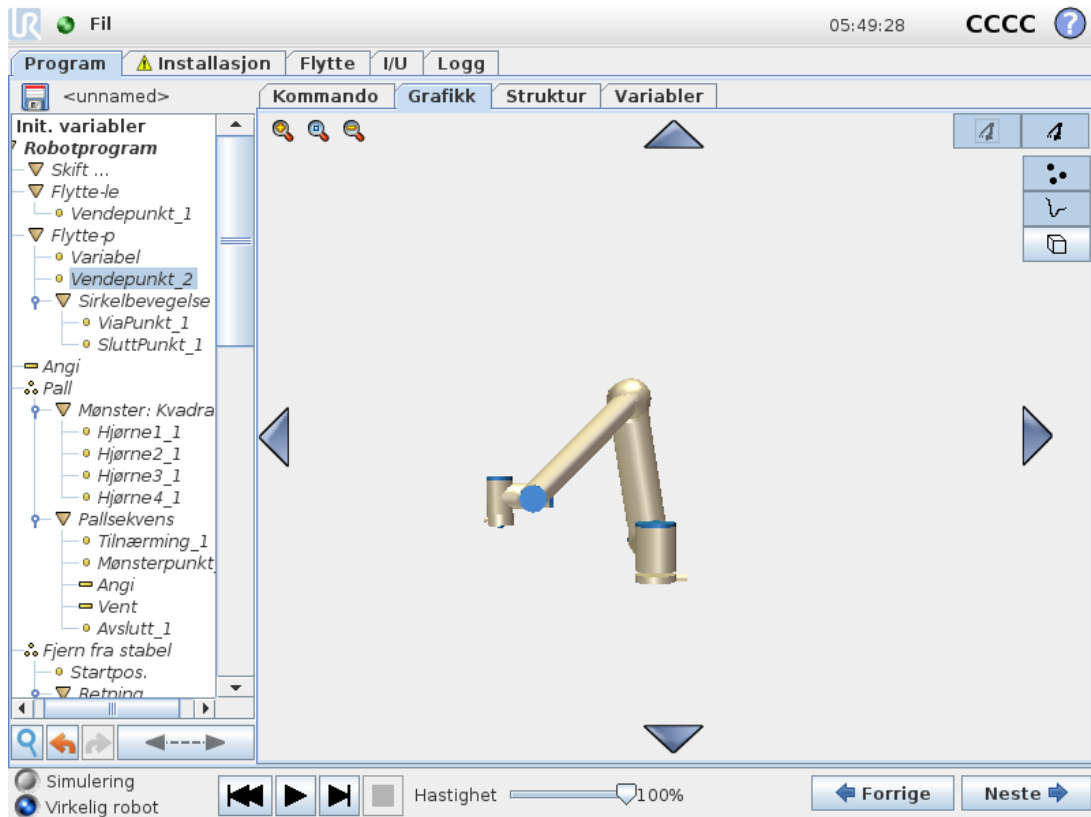 UR Fil 05:49:28 CCCC ?
Program Installasjon Flytte I/U Logg
<unnamed> Kommando Grafikk Struktur Variabler
Init. variabler
Robotprogram
Skift ...
Flytte-le
Vendepunkt_1
Flytte-p
Variabel
Vendepunkt_2
Sirkelbevegelse
ViaPunkt_1
SluttPunkt_1
Angi
Pall
Mønster: Kvadra
Hjørne1_1
Hjørne2_1
Hjørne3_1
Hjørne4_1
Pallsekvens
Tilnærming_1
Mønsterpunkt_
Angi
Vent
Avslutt_1
Fjern fra stabel
Startpos.
Retning
Simulering
Virkelig robot
Hastighet 100% Forrige Neste